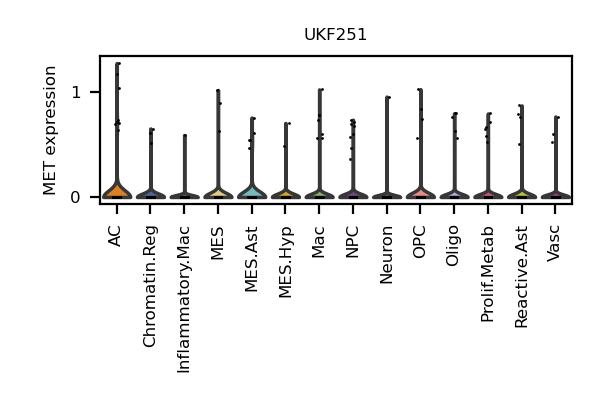 UKF251
MET expression
1
0
AC
Chromatin.Reg
Inflammatory.Mac
MES
MES.Ast
MES.Hyp
Mac
NPC
Neuron
OPC
Oligo
Prolif.Metab
Reactive.Ast
Vasc